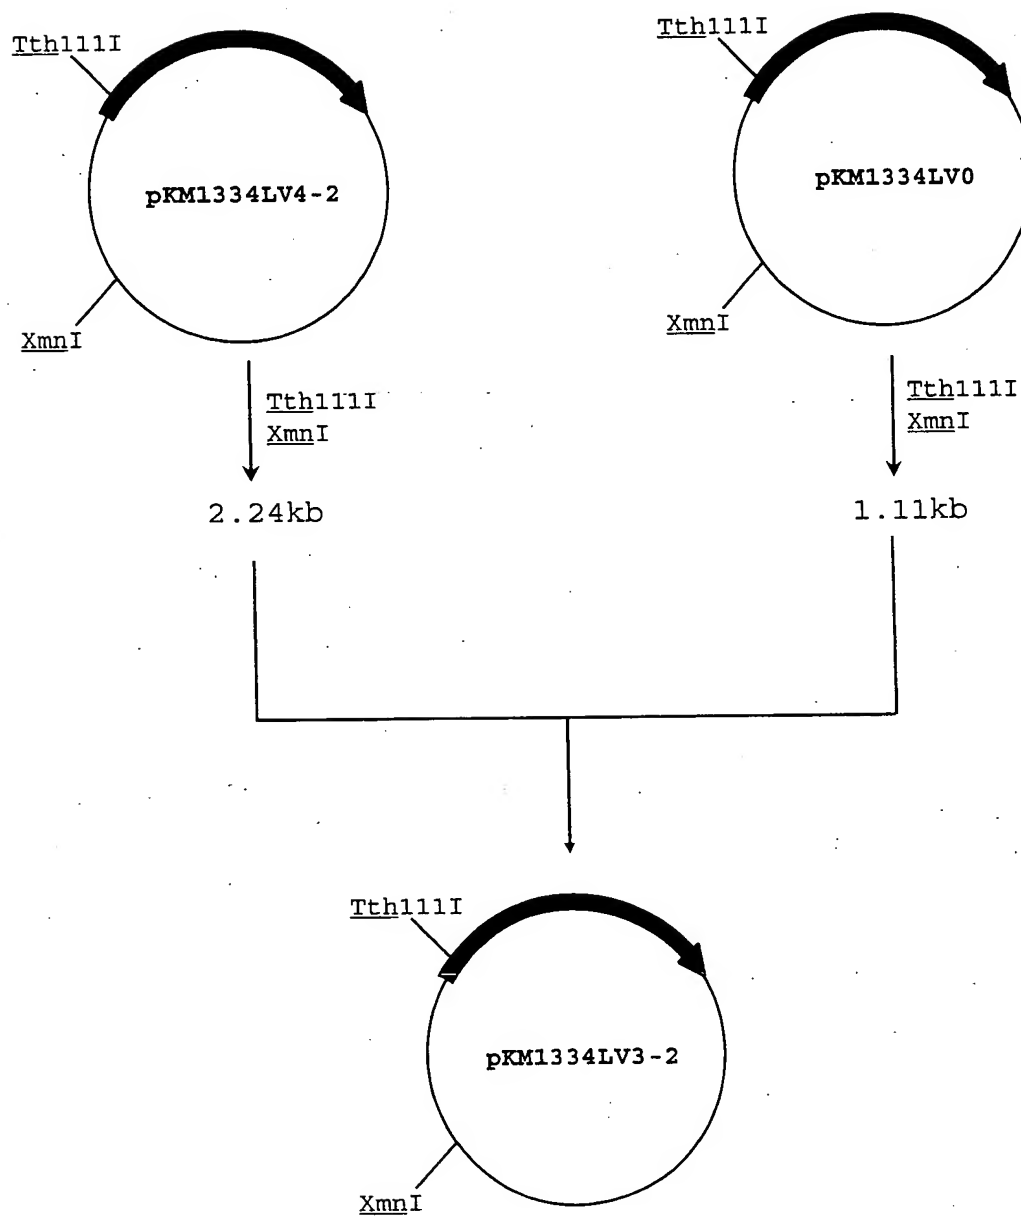 Tth111I
Tth111I
pKM1334LV4-2
pKM1334LV0
XmnI
XmnI
Tth111I
XmnI
Tth111I
XmnI
2.24kb
1.11kb
Tth111I
pKM1334LV3-2
XmnI